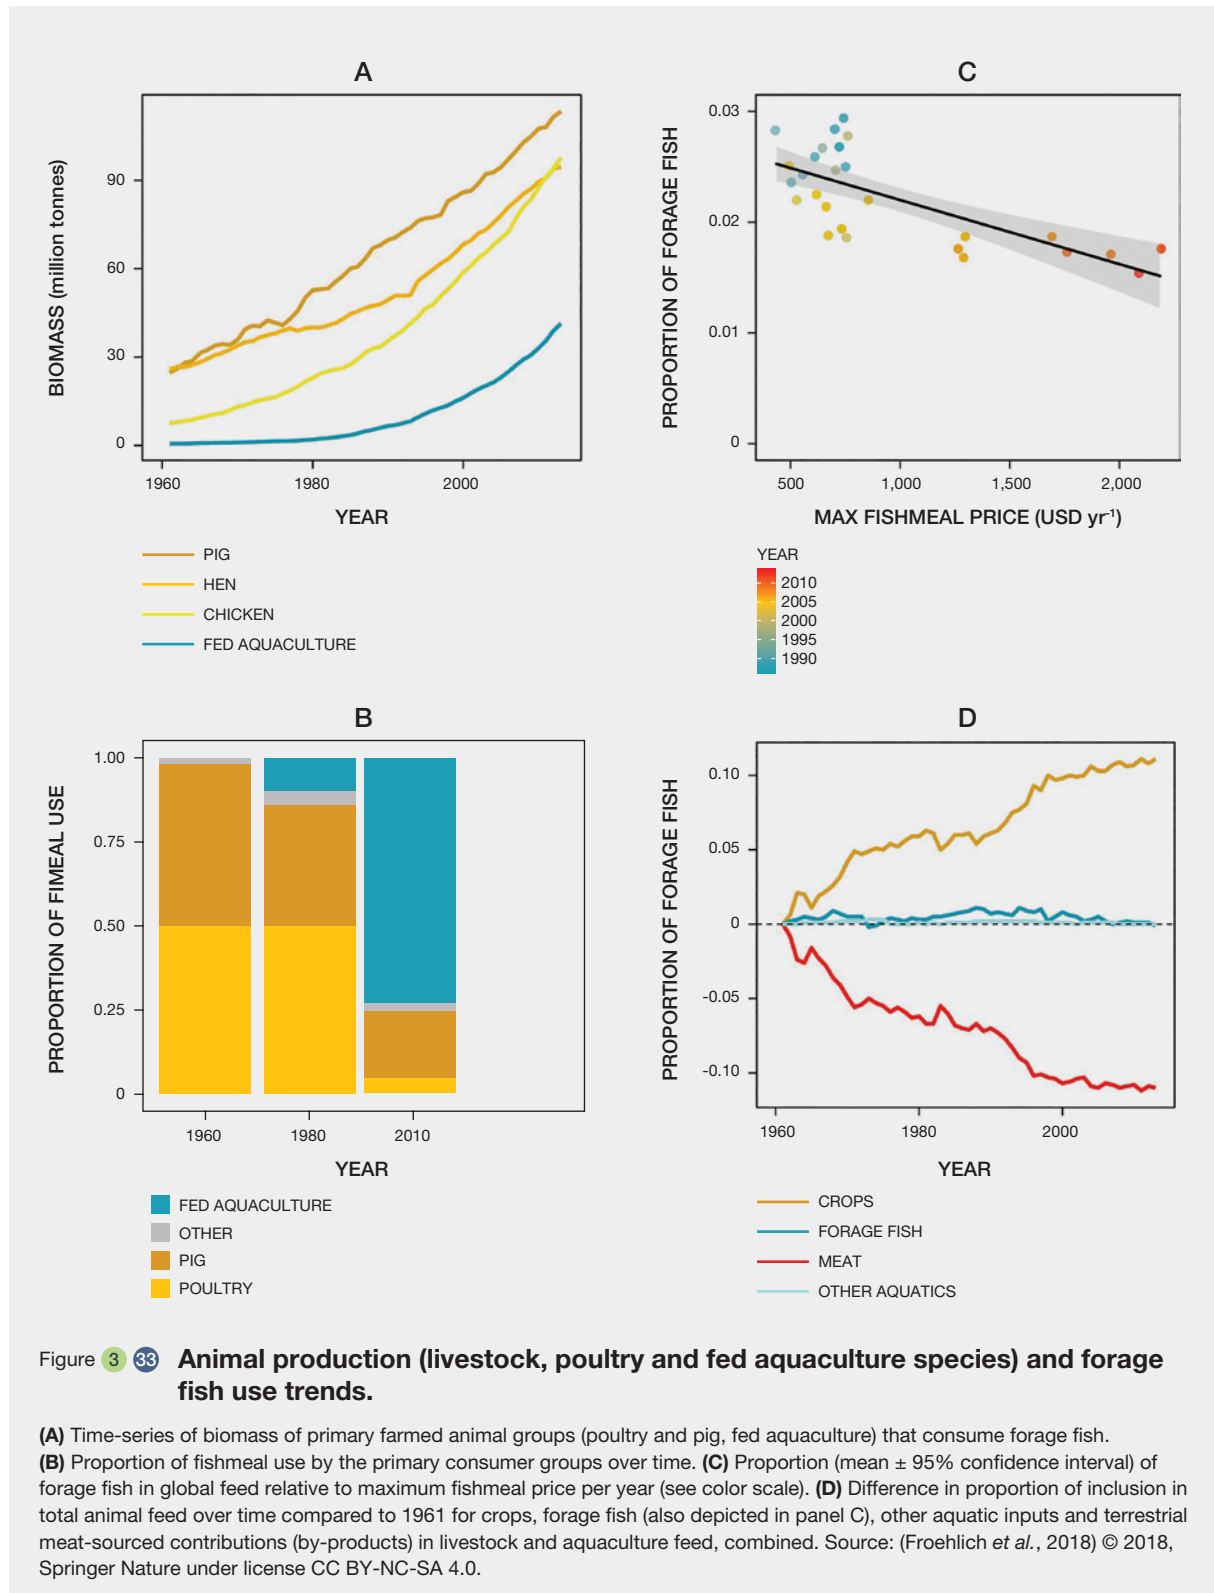 A
BIOMASS (million tonnes)
90
60
30
0
1960 1980 2000
YEAR
PIG
HEN
CHICKEN
FED AQUACULTURE
C
PROPORTION OF FORAGE FISH
0.03
0.02
0.01
0
500 1,000 1,500 2,000
MAX FISHMEAL PRICE (USD yr-1)
YEAR
2010
2005
2000
1995
1990
B
PROPORTION OF FIMEAL USE
1.00
0.75
0.50
0.25
0
1960 1980 2010
YEAR
FED AQUACULTURE
OTHER
PIG
POULTRY
D
PROPORTION OF FORAGE FISH
0.10
0.05
0
-0.05
-0.10
1960 1980 2000
YEAR
CROPS
FORAGE FISH
MEAT
OTHER AQUATICS
Figure 3 33 Animal production (livestock, poultry and fed aquaculture species) and forage
fish use trends.
(A) Time-series of biomass of primary farmed animal groups (poultry and pig, fed aquaculture) that consume forage fish.
(B) Proportion of fishmeal use by the primary consumer groups over time. (C) Proportion (mean ± 95% confidence interval) of
forage fish in global feed relative to maximum fishmeal price per year (see color scale). (D) Difference in proportion of inclusion in
total animal feed over time compared to 1961 for crops, forage fish (also depicted in panel C), other aquatic inputs and terrestrial
meat-sourced contributions (by-products) in livestock and aquaculture feed, combined. Source: (Froehlich et al., 2018) © 2018,
Springer Nature under license CC BY-NC-SA 4.0.